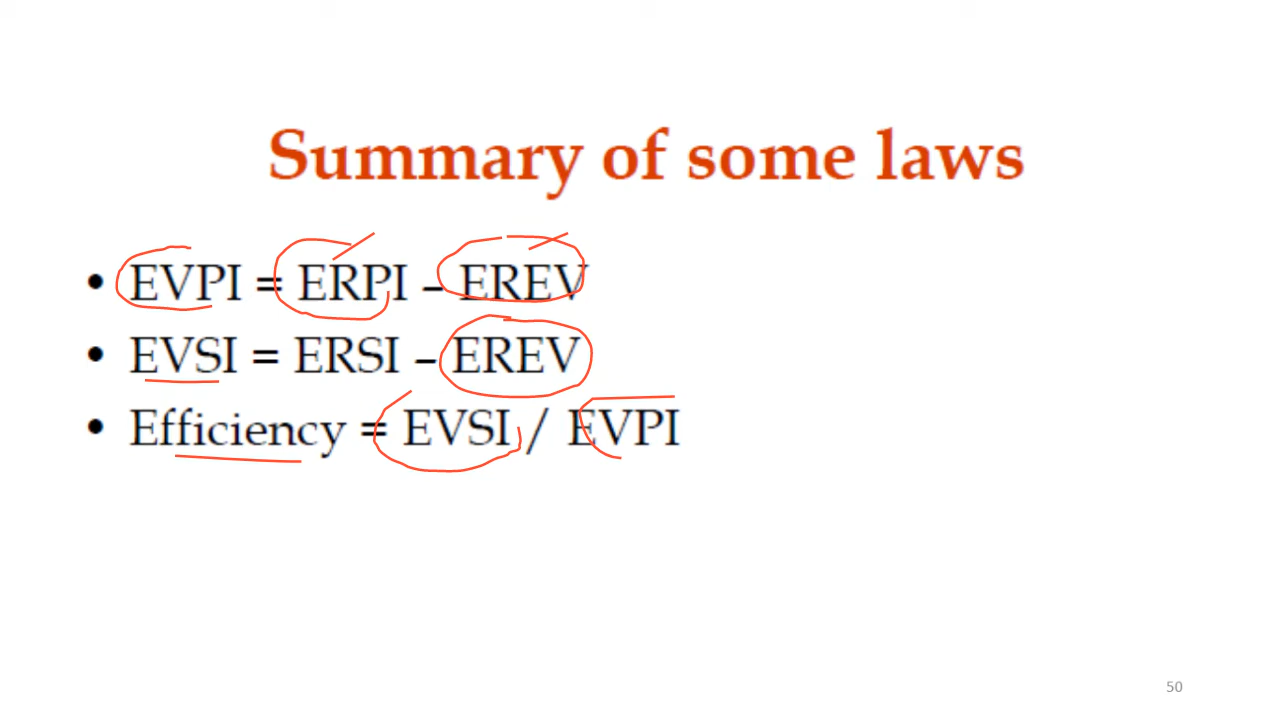 Summary of some laws
• EVPI = ERPI – EREV
• EVSI = ERSI – EREV
• Efficiency = EVSI / EVPI
50